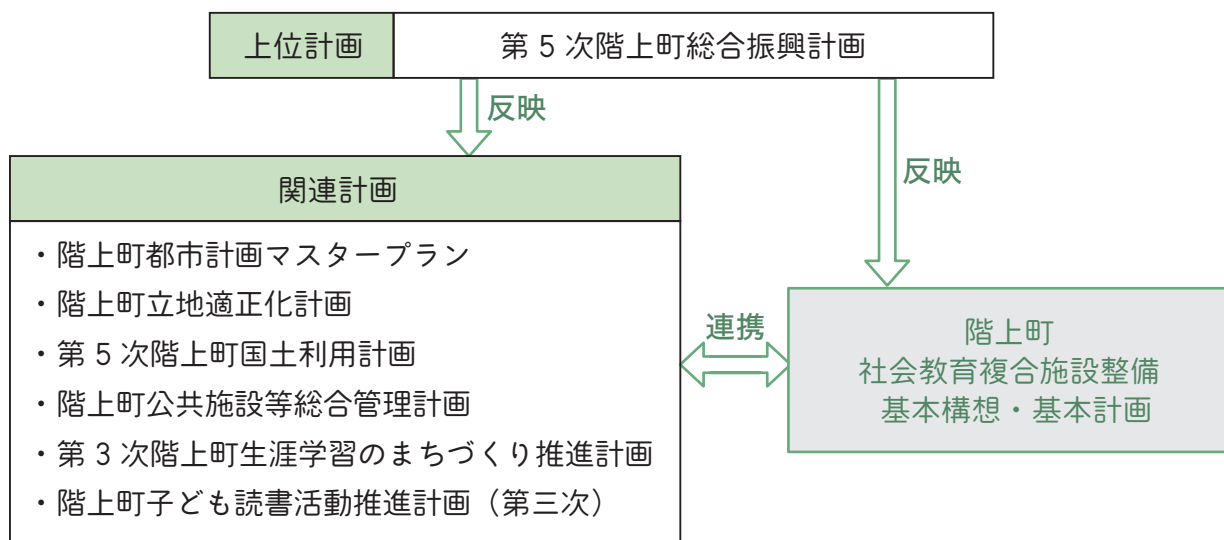 上位計画 第5次階上町総合振興計画
反映
反映
関連計画
・階上町都市計画マスタープラン
・階上町立地適正化計画
・第5次階上町国土利用計画
・階上町公共施設等総合管理計画
・第3次階上町生涯学習のまちづくり推進計画
・階上町子ども読書活動推進計画（第三次）
連携
階上町
社会教育複合施設整備
基本構想・基本計画